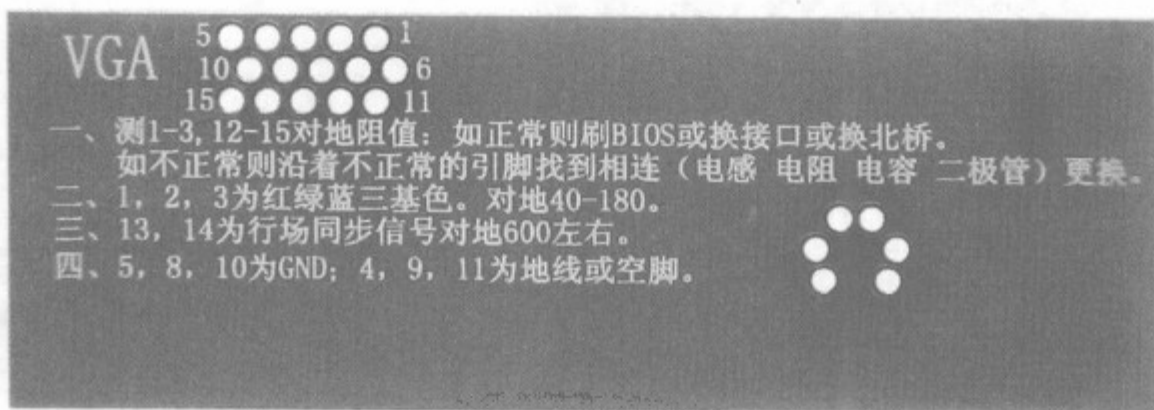 VGA
5 1
10 6
15 11
一、测1-3,12-15对地阻值：如正常则刷BIOS或换接口或换北桥。
如不正常则沿着不正常的引脚找到相连（电感 电阻 电容 二极管）更换。
二、1，2，3为红绿蓝三基色。对地40-180。
三、13，14为行场同步信号对地600左右。
四、5，8，10为GND；4，9，11为地线或空脚。